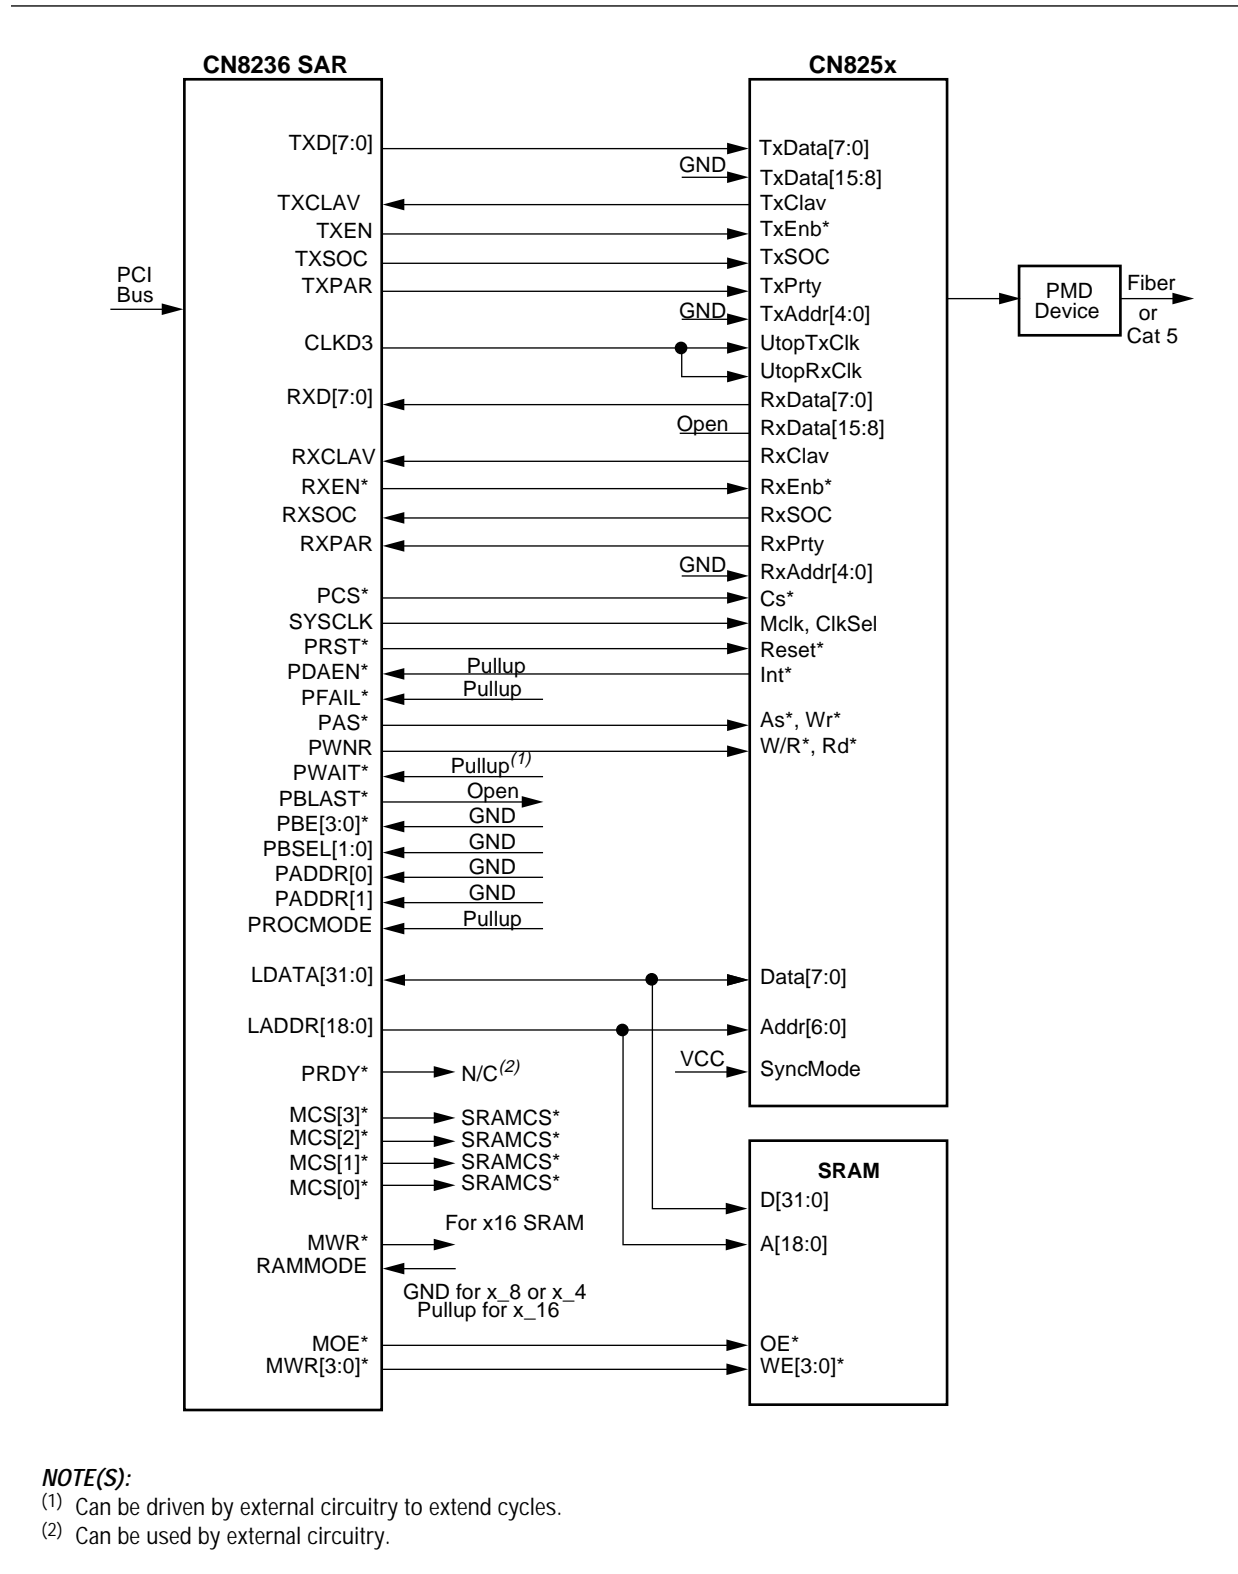 CN8236 SAR
CN825x
TXD[7:0]
TxData[7:0]
GND
TxData[15:8]
TXCLAV
TxClav
TXEN
TxEnb*
TXSOC
TxSOC
PCI
Bus
TXPAR
TxPrty
PMD
Device
Fiber
or
Cat 5
GND
TxAddr[4:0]
CLKD3
UtopTxClk
UtopRxClk
RXD[7:0]
RxData[7:0]
Open
RxData[15:8]
RXCLAV
RxClav
RXEN*
RxEnb*
RXSOC
RxSOC
RXPAR
RxPrty
GND
RxAddr[4:0]
PCS*
Cs*
SYSCLK
Mclk, ClkSel
PRST*
Reset*
PDAEN*
Pullup
Int*
PFAIL*
Pullup
PAS*
As*, Wr*
PWNR
W/R*, Rd*
PWAIT*
Pullup(1)
PBLAST*
Open
PBE[3:0]*
GND
PBSEL[1:0]
GND
PADDR[0]
GND
PADDR[1]
GND
PROCMODE
Pullup
LDATA[31:0]
Data[7:0]
LADDR[18:0]
Addr[6:0]
PRDY*
N/C(2)
VCC
SyncMode
MCS[3]*
SRAMCS*
MCS[2]*
SRAMCS*
MCS[1]*
SRAMCS*
MCS[0]*
SRAMCS*
SRAM
D[31:0]
For x16 SRAM
MWR*
A[18:0]
RAMMODE
GND for x_8 or x_4
Pullup for x_16
MOE*
OE*
MWR[3:0]*
WE[3:0]*
NOTE(S):
(1) Can be driven by external circuitry to extend cycles.
(2) Can be used by external circuitry.